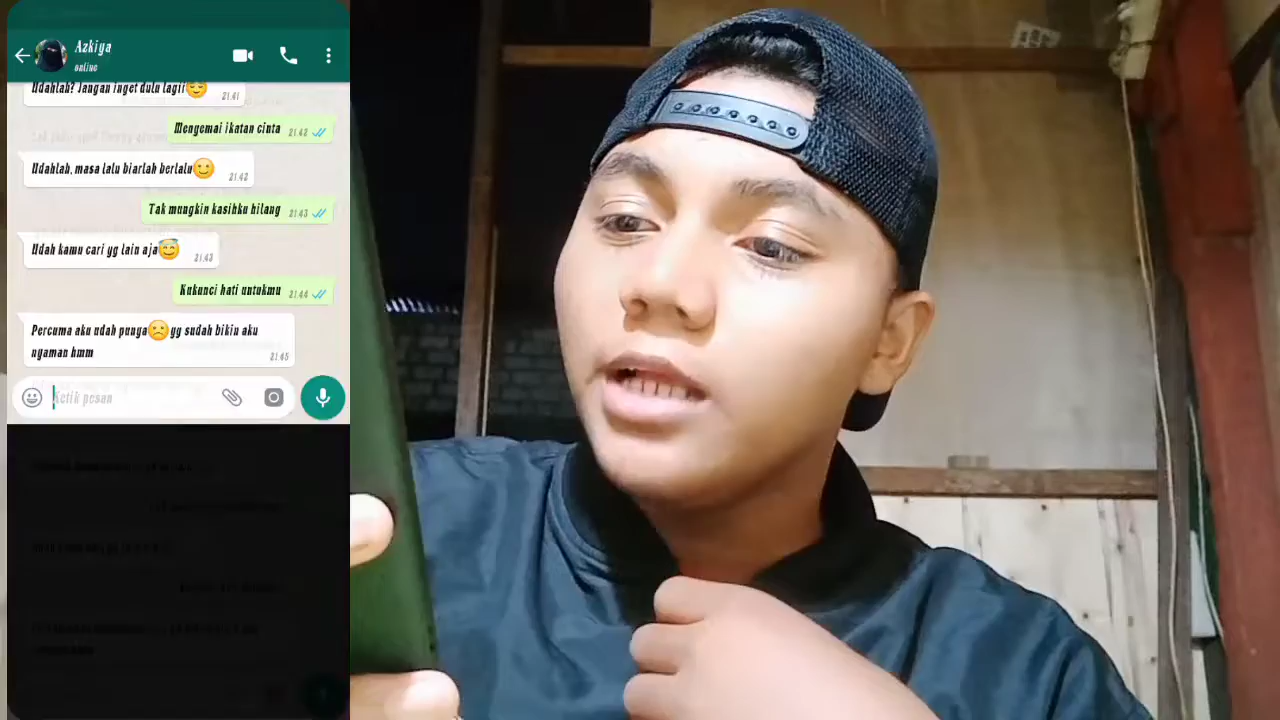 Azkiya
online
Udahlah? Jangan inget dulu lagi!😌
21.41
Mengemai ikatan cinta 21.42
Udahlah, masa lalu biarlah berlalu🙂
21.42
Tak mungkin kasihku hilang 21.43
Udah kamu cari yg lain aja😇
21.43
Kukunci hati untukmu 21.44
Percuma aku udah punya🙁yg sudah bikin aku
nyaman hmm
21.45
Ketik pesan